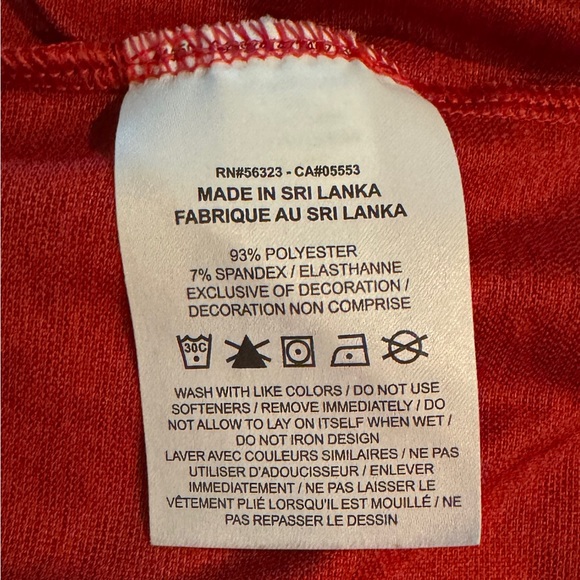 RN#56323 - CA#05553
MADE IN SRI LANKA
FABRIQUE AU SRI LANKA
93% POLYESTER
7% SPANDEX / ELASTHANNE
EXCLUSIVE OF DECORATION /
DECORATION NON COMPRISE
30C
WASH WITH LIKE COLORS / DO NOT USE
SOFTENERS / REMOVE IMMEDIATELY / DO
NOT ALLOW TO LAY ON ITSELF WHEN WET /
DO NOT IRON DESIGN
LAVER AVEC COULEURS SIMILAIRES / NE PAS
UTILISER D'ADOUCISSEUR / ENLEVER
IMMEDIATEMENT / NE PAS LAISSER LE
VÊTEMENT PLIÉ LORSQU'IL EST MOUILLÉ / NE
PAS REPASSER LE DESSIN